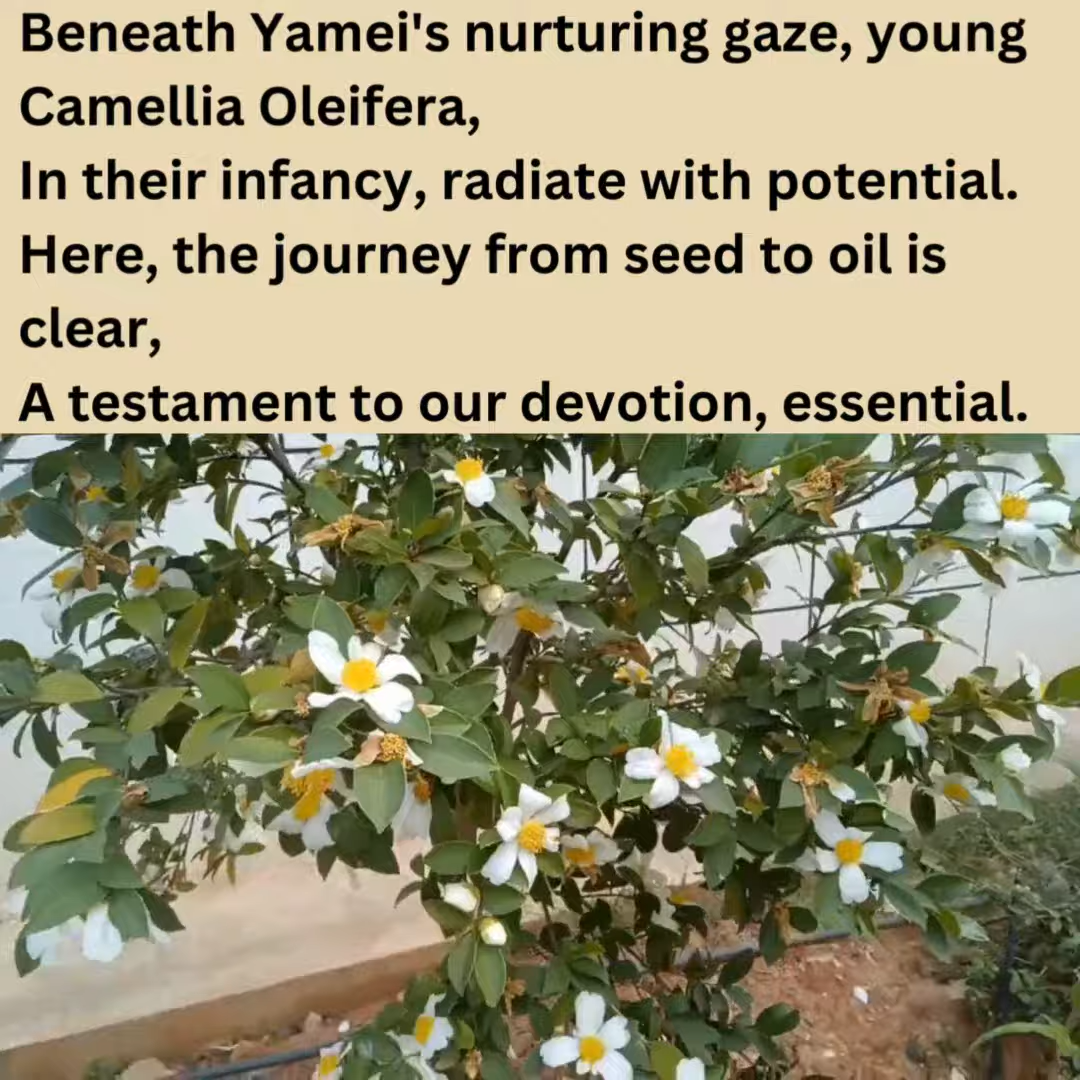 Beneath Yamei's nurturing gaze, young
Camellia Oleifera,
In their infancy, radiate with potential.
Here, the journey from seed to oil is
clear,
A testament to our devotion, essential.